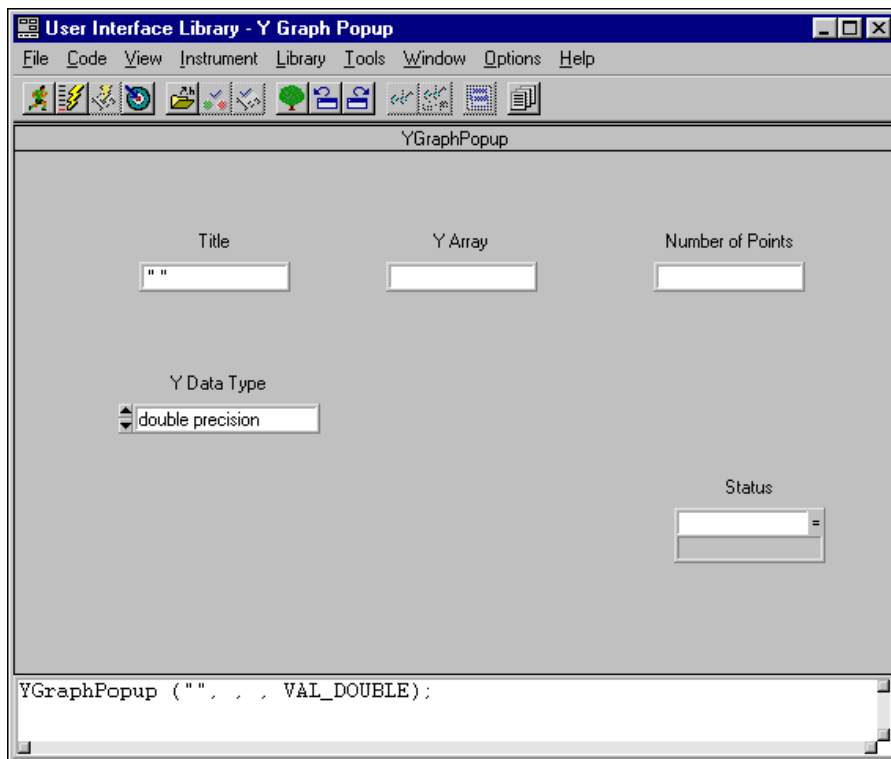 User Interface Library - Y Graph Popup
File Code View Instrument Library Tools Window Options Help
YGraphPopup
Title Y Array Number of Points
" "
Y Data Type
double precision
Status
=
YGraphPopup ("", , , VAL_DOUBLE);